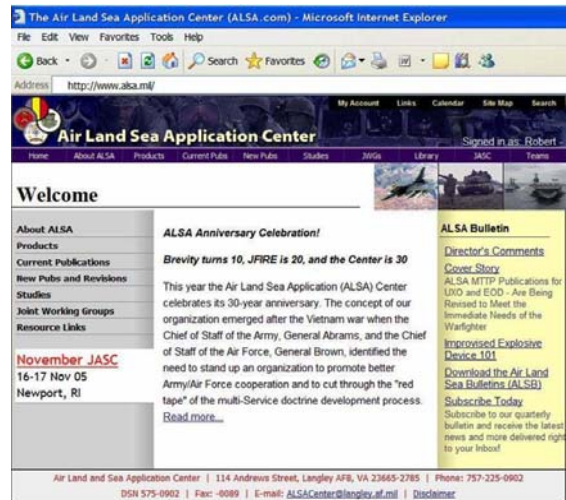 The Air Land Sea Application Center (ALSA.com) - Microsoft Internet Explorer
File Edit View Favorites Tools Help
Back Search Favorites
Address http://www.alsa.mil/
My Account Links Calendar Site Map Search
Air Land Sea Application Center
Signed in as: Robert -
Home About ALSA Products Current Pubs New Pubs Studies JWGs Library JASC Teams
Welcome
About ALSA
Products
Current Publications
New Pubs and Revisions
Studies
Joint Working Groups
Resource Links
November JASC
16-17 Nov 05
Newport, RI
ALSA Anniversary Celebration!
Brevity turns 10, JFIRE is 20, and the Center is 30
This year the Air Land Sea Application (ALSA) Center
celebrates its 30-year anniversary. The concept of our
organization emerged after the Vietnam war when the
Chief of Staff of the Army, General Abrams, and the Chief
of Staff of the Air Force, General Brown, identified the
need to stand up an organization to promote better
Army/Air Force cooperation and to cut through the "red
tape" of the multi-Service doctrine development process.
Read more...
ALSA Bulletin
Director's Comments
Cover Story
ALSA MTTP Publications for
UXO and EOD - Are Being
Revised to Meet the
Immediate Needs of the
Warfighter
Improvised Explosive
Device 101
Download the Air Land
Sea Bulletins (ALSB)
Subscribe Today
Subscribe to our quarterly
bulletin and receive the latest
news and more delivered right
to your Inbox!
Air Land and Sea Application Center | 114 Andrews Street, Langley AFB, VA 23665-2785 | Phone: 757-225-0902
DSN 575-0902 | Fax: -0089 | E-mail: ALSACenter@langley.af.mil | Disclaimer